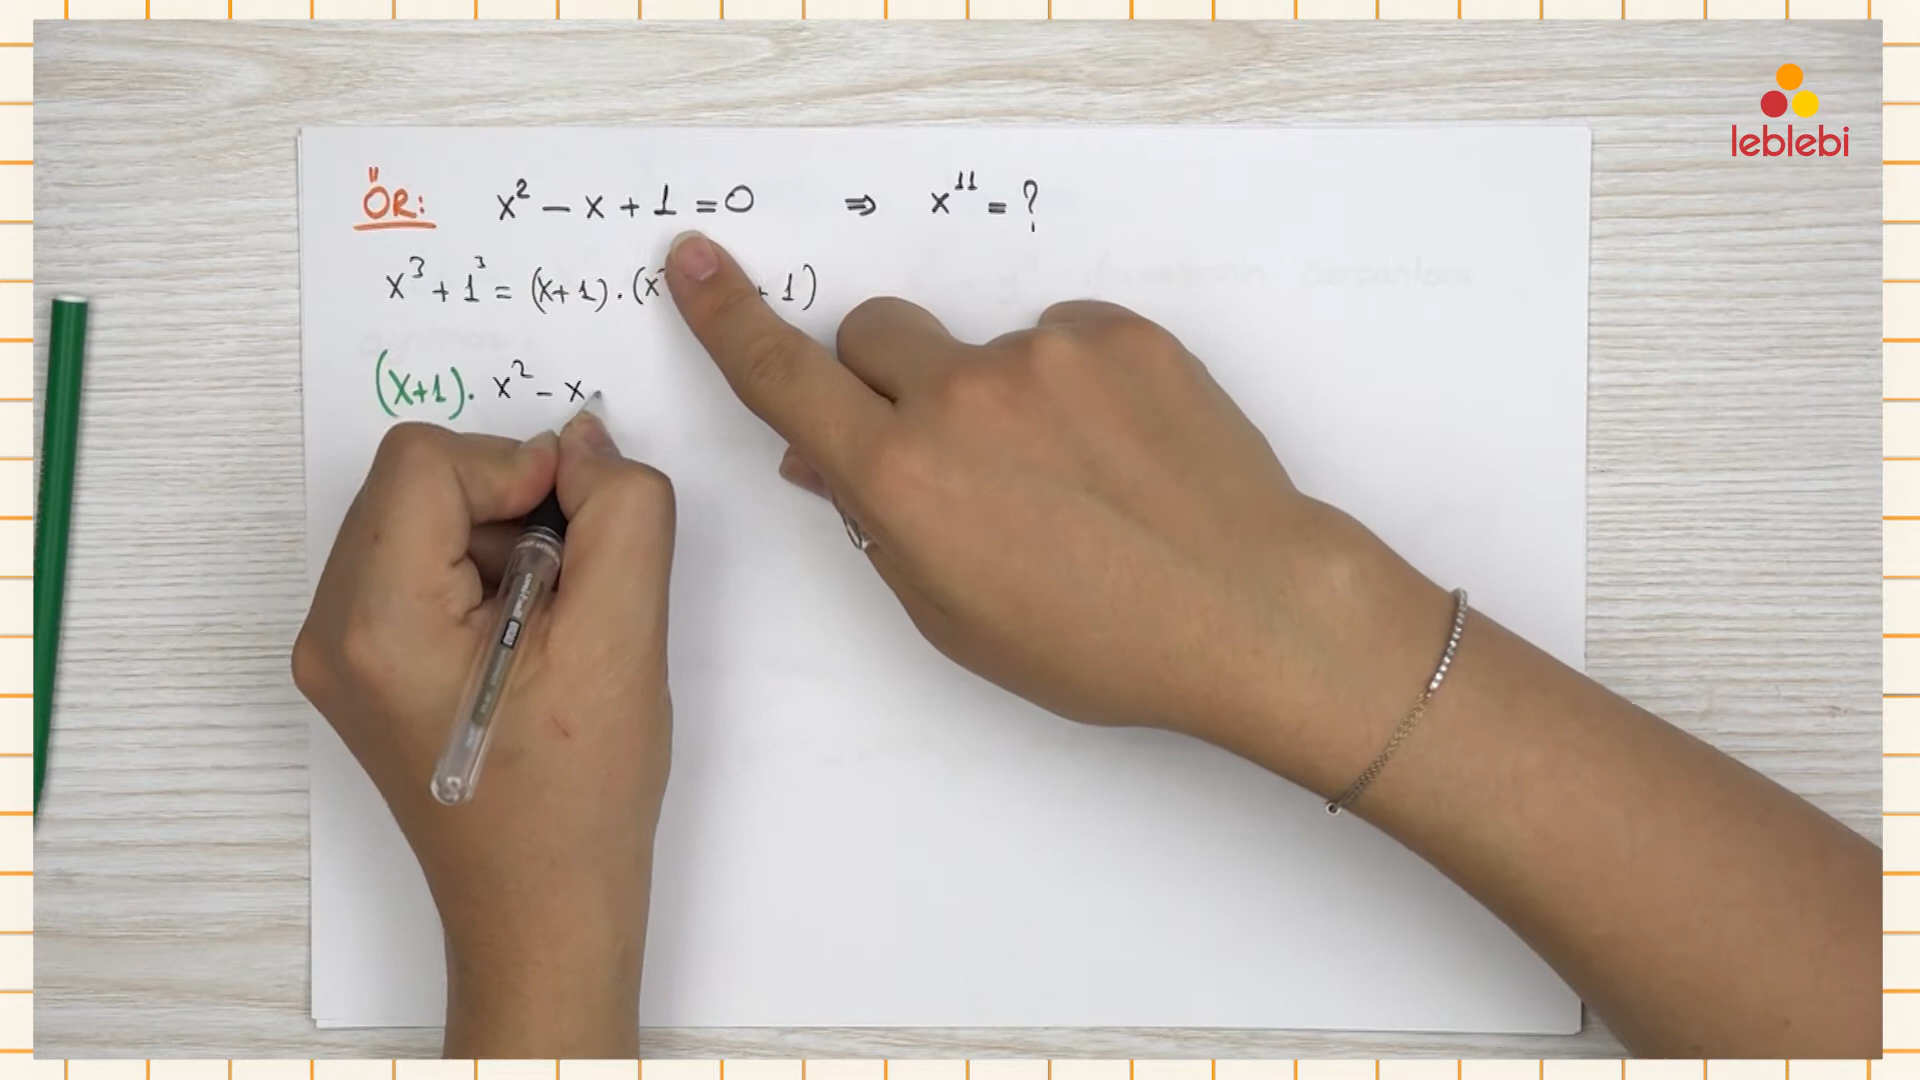 leblebi
ÖR: x² - x + 1 = 0 ⇒ x¹¹ = ?
x³ + 1³ = (x+1).(x + 1)
(x+1). x² - x